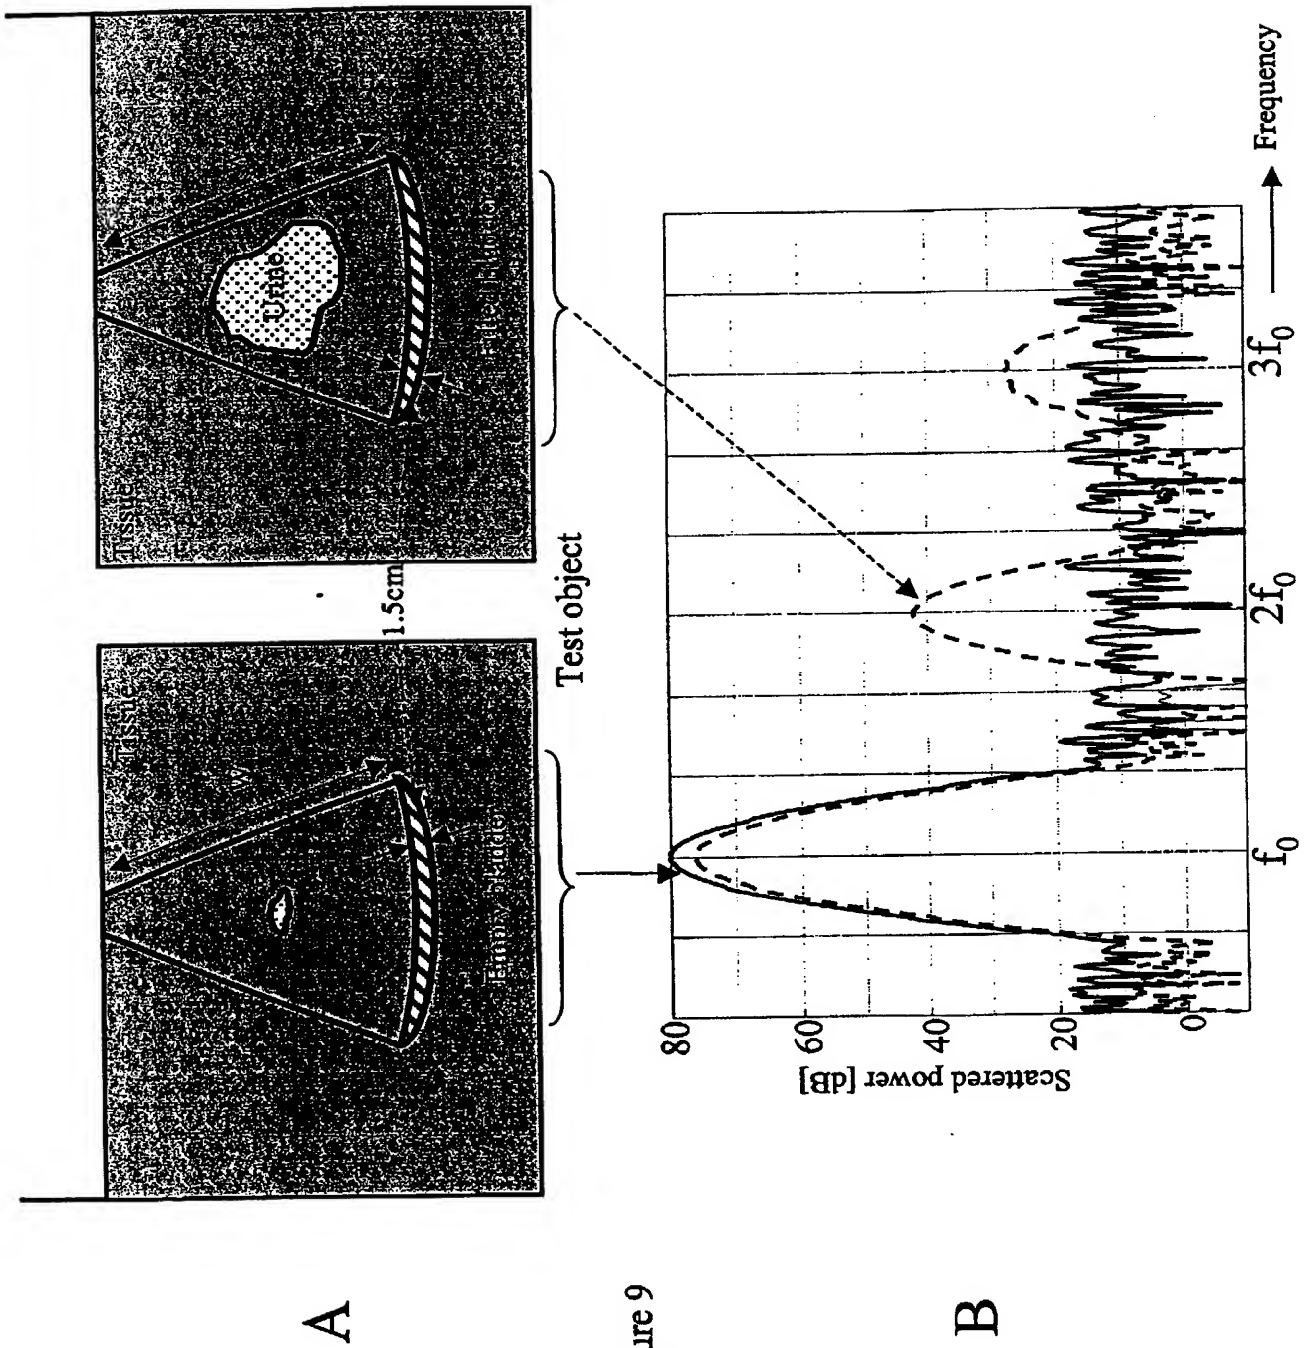 A
Tissue
Empty bladder
Tissue
Urine
Filled bladder
1.5cm
Test object
ure 9
B
Scattered power [dB]
80
60
40
20
0
f₀
2f₀
3f₀
Frequency